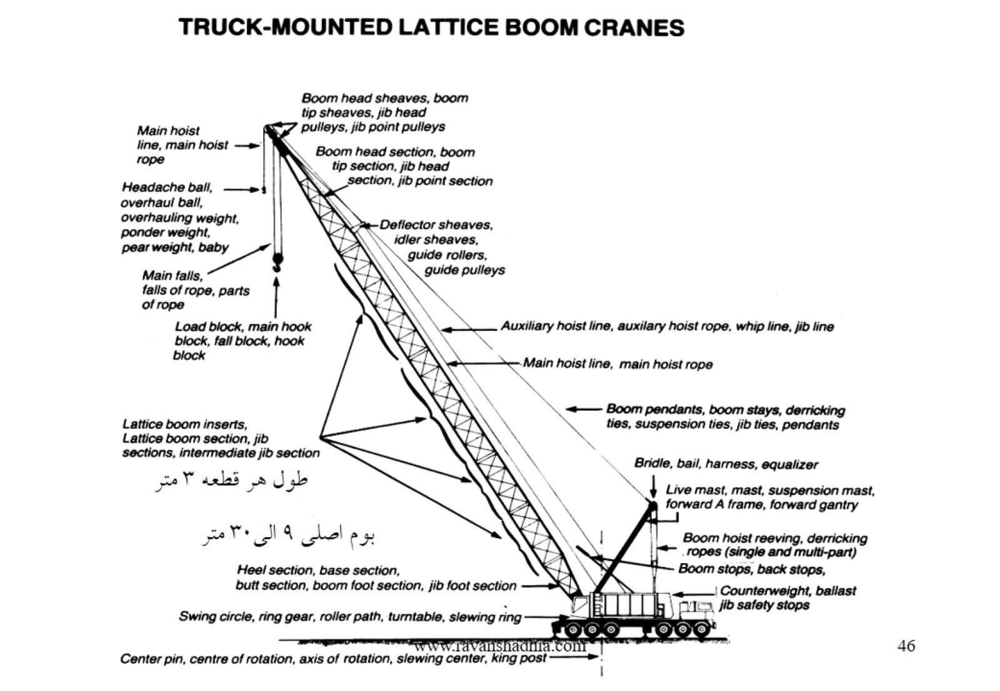 TRUCK-MOUNTED LATTICE BOOM CRANES
Boom head sheaves, boom
tip sheaves, jib head
pulleys, jib point pulleys
Main hoist
line, main hoist
rope
Boom head section, boom
tip section, jib head
section, jib point section
Headache ball,
overhaul ball,
overhauling weight,
ponder weight,
pear weight, baby
Deflector sheaves,
idler sheaves,
guide rollers,
guide pulleys
Main falls,
falls of rope, parts
of rope
Load block, main hook
block, fall block, hook
block
Auxiliary hoist line, auxilary hoist rope, whip line, jib line
Main hoist line, main hoist rope
Boom pendants, boom stays, derricking
ties, suspension ties, jib ties, pendants
Lattice boom inserts,
Lattice boom section, jib
sections, intermediate jib section
طول هر قطعه ۳ متر
بوم اصلی ۹ الی ۳۰ متر
Bridle, bail, harness, equalizer
Live mast, mast, suspension mast,
forward A frame, forward gantry
Boom hoist reeving, derricking
ropes (single and multi-part)
Boom stops, back stops,
Heel section, base section,
butt section, boom foot section, jib foot section
Counterweight, ballast
jib safety stops
Swing circle, ring gear, roller path, turntable, slewing ring
www.ravanshadnia.com
46
Center pin, centre of rotation, axis of rotation, slewing center, king post